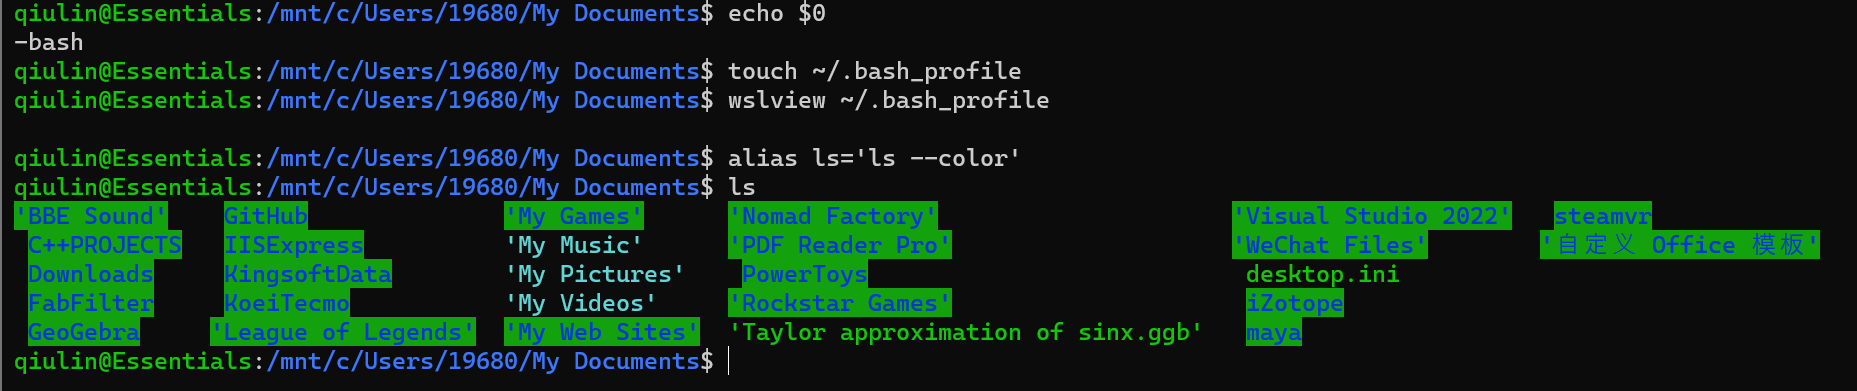 qiulin@Essentials:/mnt/c/Users/19680/My Documents$ echo $0
-bash
qiulin@Essentials:/mnt/c/Users/19680/My Documents$ touch ~/.bash_profile
qiulin@Essentials:/mnt/c/Users/19680/My Documents$ wslview ~/.bash_profile
qiulin@Essentials:/mnt/c/Users/19680/My Documents$ alias ls='ls --color'
qiulin@Essentials:/mnt/c/Users/19680/My Documents$ ls
'BBE Sound' GitHub 'My Games' 'Nomad Factory' 'Visual Studio 2022' steamvr
C++PROJECTS IISExpress 'My Music' 'PDF Reader Pro' 'WeChat Files' '自定义 Office 模板'
Downloads KingsoftData 'My Pictures' PowerToys desktop.ini
FabFilter KoeiTecmo 'My Videos' 'Rockstar Games' iZotope
GeoGebra 'League of Legends' 'My Web Sites' 'Taylor approximation of sinx.ggb' maya
qiulin@Essentials:/mnt/c/Users/19680/My Documents$